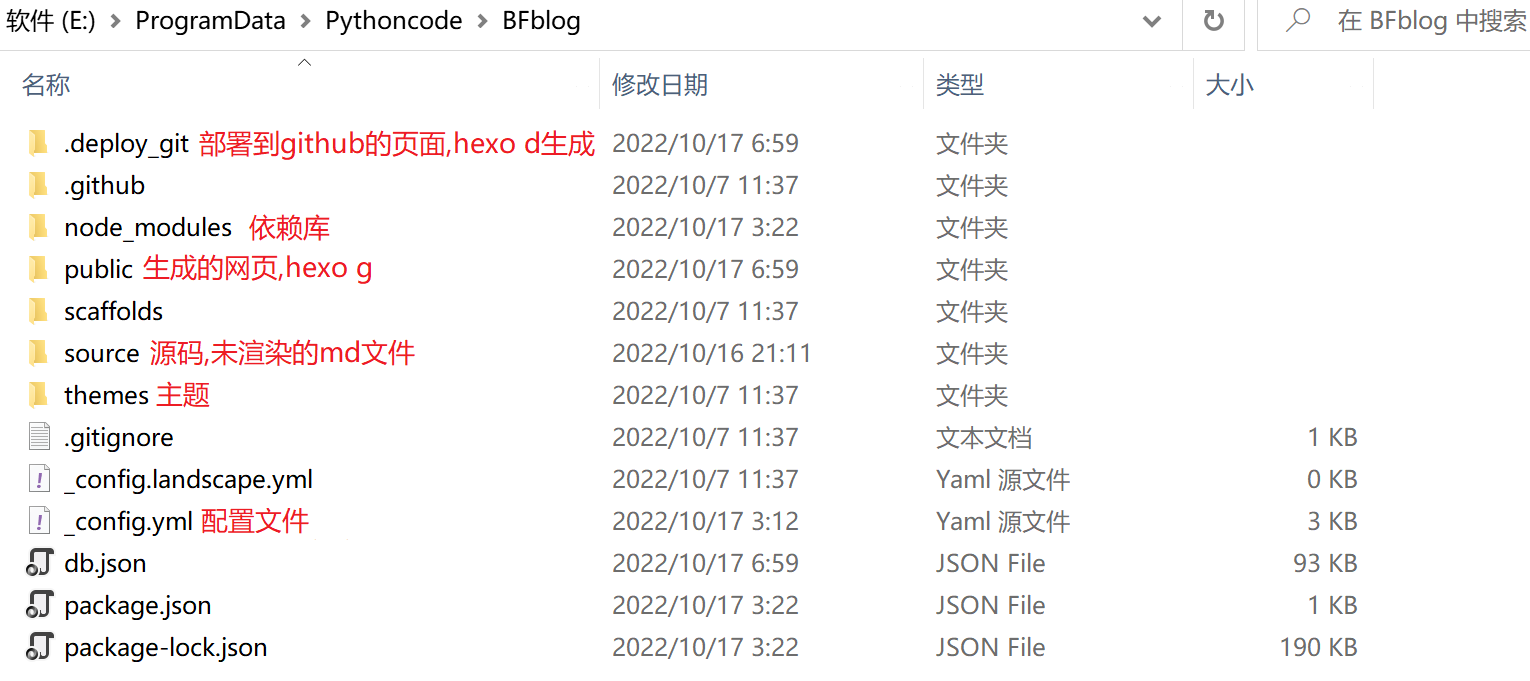 软件 (E:) > ProgramData > Pythoncode > BFblog 在 BFblog 中搜索
名称 修改日期 类型 大小
.deploy_git 部署到github的页面,hexo d生成 2022/10/17 6:59 文件夹
.github 2022/10/7 11:37 文件夹
node_modules 依赖库 2022/10/17 3:22 文件夹
public 生成的网页,hexo g 2022/10/17 6:59 文件夹
scaffolds 2022/10/7 11:37 文件夹
source 源码,未渲染的md文件 2022/10/16 21:11 文件夹
themes 主题 2022/10/7 11:37 文件夹
.gitignore 2022/10/7 11:37 文本文档 1 KB
_config.landscape.yml 2022/10/7 11:37 Yaml 源文件 0 KB
_config.yml 配置文件 2022/10/17 3:12 Yaml 源文件 3 KB
db.json 2022/10/17 6:59 JSON File 93 KB
package.json 2022/10/17 3:22 JSON File 1 KB
package-lock.json 2022/10/17 3:22 JSON File 190 KB